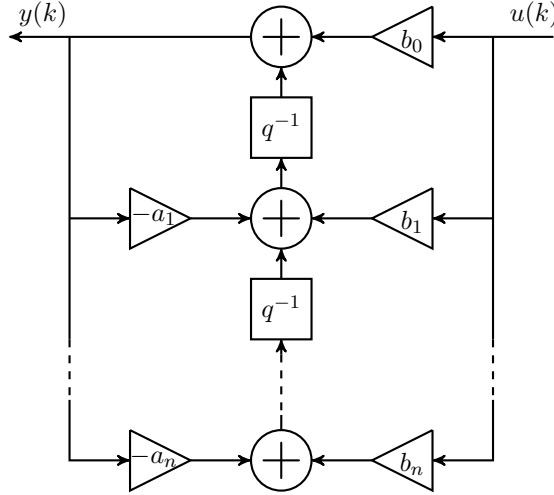 y(k) b₀ u(k)
q⁻¹
−a₁ b₁
q⁻¹
−aₙ bₙ